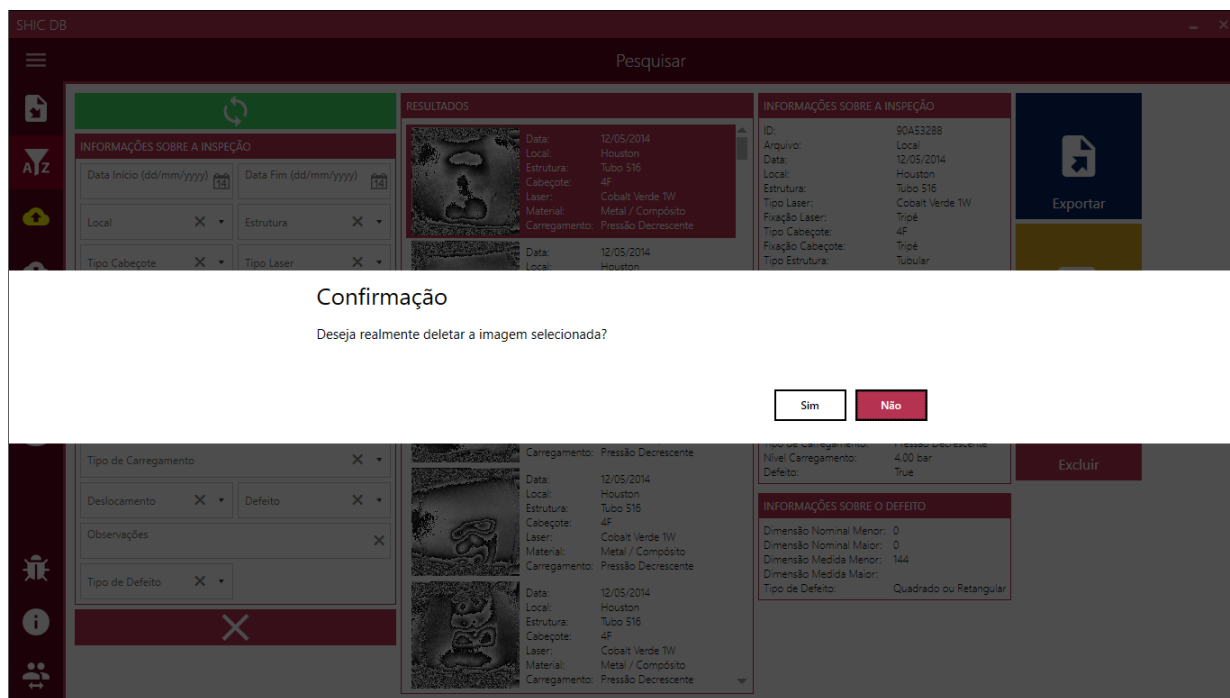 SHIC DB
Pesquisar
INFORMAÇÕES SOBRE A INSPEÇÃO
Data Início (dd/mm/yyyy)
14
Data Fim (dd/mm/yyyy)
14
Local
Estrutura
Tipo Cabeçote
Tipo Laser
A Z
RESULTADOS
Data: 12/05/2014
Local: Houston
Estrutura: Tubo 516
Cabeçote: 4F
Laser: Cobalt Verde 1W
Material: Metal / Compósito
Carregamento: Pressão Decrescente
Data: 12/05/2014
Local: Houston
INFORMAÇÕES SOBRE A INSPEÇÃO
ID: 90A53288
Arquivo: Local
Data: 12/05/2014
Local: Houston
Estrutura: Tubo 516
Tipo Laser: Cobalt Verde 1W
Fixação Laser: Tripé
Tipo Cabeçote: 4F
Fixação Cabeçote: Tripé
Tipo Estrutura: Tubular
Exportar
Confirmação
Deseja realmente deletar a imagem selecionada?
Sim
Não
Tipo de Carregamento
Deslocamento
Defeito
Observações
Tipo de Defeito
Carregamento: Pressão Decrescente
Data: 12/05/2014
Local: Houston
Estrutura: Tubo 516
Cabeçote: 4F
Laser: Cobalt Verde 1W
Material: Metal / Compósito
Carregamento: Pressão Decrescente
Data: 12/05/2014
Local: Houston
Estrutura: Tubo 516
Cabeçote: 4F
Laser: Cobalt Verde 1W
Material: Metal / Compósito
Carregamento: Pressão Decrescente
Tipo de Carregamento: Pressão Decrescente
Nível Carregamento: 4.00 bar
Defeito: True
Excluir
INFORMAÇÕES SOBRE O DEFEITO
Dimensão Nominal Menor: 0
Dimensão Nominal Maior: 0
Dimensão Medida Menor: 144
Dimensão Medida Maior:
Tipo de Defeito: Quadrado ou Retangular